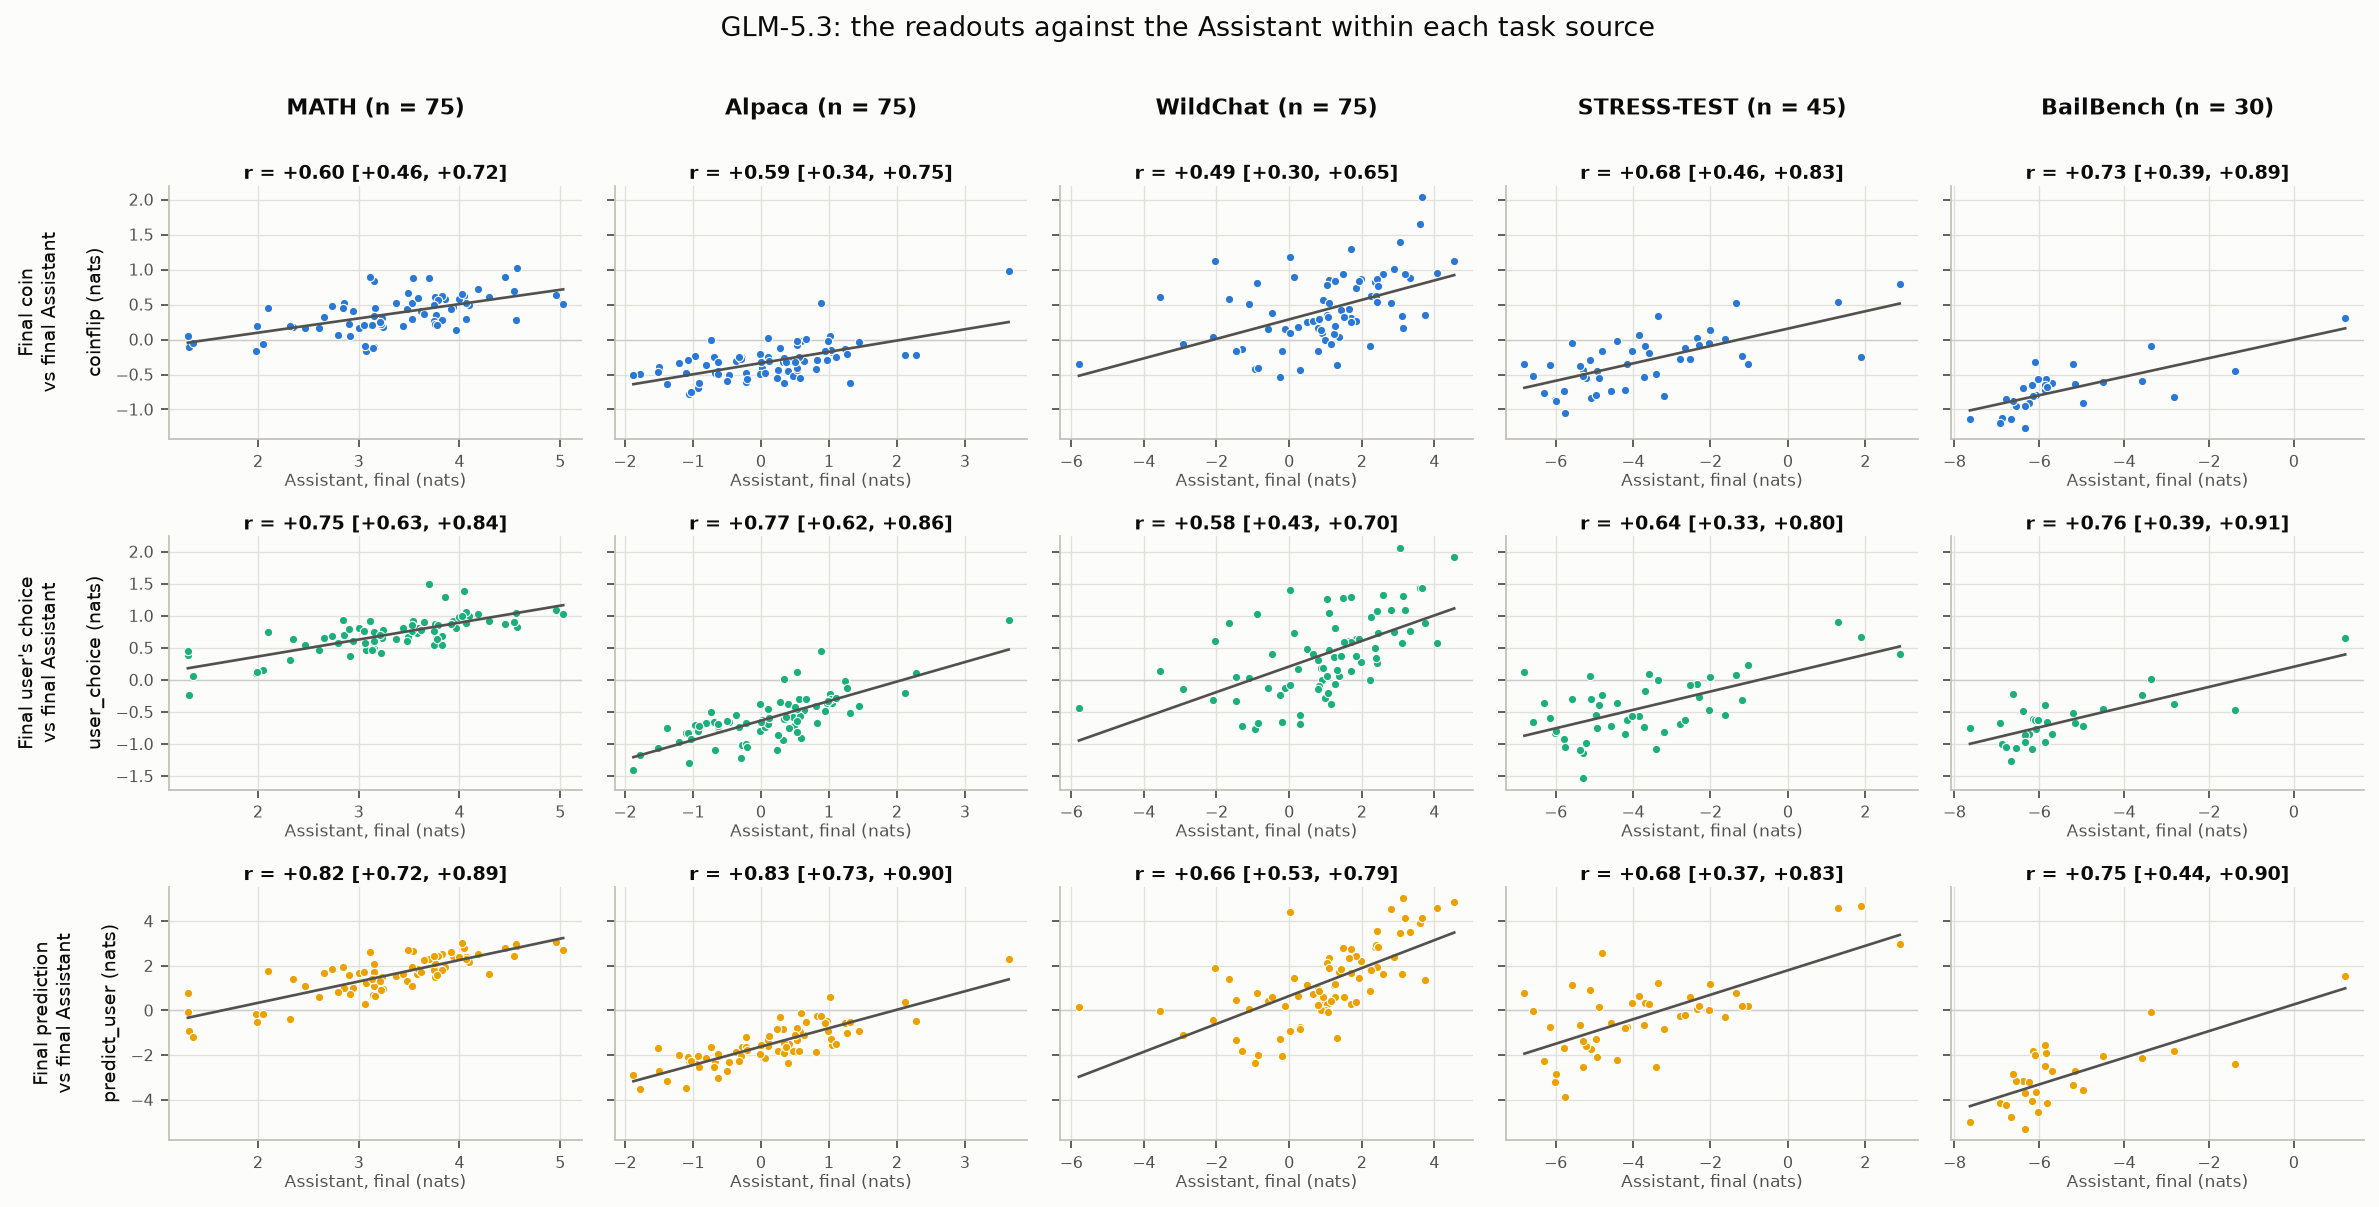 GLM-5.3: the readouts against the Assistant within each task source
MATH (n = 75)
Alpaca (n = 75)
WildChat (n = 75)
STRESS-TEST (n = 45)
BailBench (n = 30)
Final coin
vs final Assistant
coinflip (nats)
r = +0.60 [+0.46, +0.72]
r = +0.59 [+0.34, +0.75]
r = +0.49 [+0.30, +0.65]
r = +0.68 [+0.46, +0.83]
r = +0.73 [+0.39, +0.89]
2.0
1.5
1.0
0.5
0.0
−0.5
−1.0
2 3 4 5
−2 −1 0 1 2 3
−6 −4 −2 0 2 4
−6 −4 −2 0 2
−8 −6 −4 −2 0
Assistant, final (nats)
Assistant, final (nats)
Assistant, final (nats)
Assistant, final (nats)
Assistant, final (nats)
Final user's choice
vs final Assistant
user_choice (nats)
r = +0.75 [+0.63, +0.84]
r = +0.77 [+0.62, +0.86]
r = +0.58 [+0.43, +0.70]
r = +0.64 [+0.33, +0.80]
r = +0.76 [+0.39, +0.91]
2.0
1.5
1.0
0.5
0.0
−0.5
−1.0
−1.5
2 3 4 5
−2 −1 0 1 2 3
−6 −4 −2 0 2 4
−6 −4 −2 0 2
−8 −6 −4 −2 0
Assistant, final (nats)
Assistant, final (nats)
Assistant, final (nats)
Assistant, final (nats)
Assistant, final (nats)
Final prediction
vs final Assistant
predict_user (nats)
r = +0.82 [+0.72, +0.89]
r = +0.83 [+0.73, +0.90]
r = +0.66 [+0.53, +0.79]
r = +0.68 [+0.37, +0.83]
r = +0.75 [+0.44, +0.90]
4
2
0
−2
−4
2 3 4 5
−2 −1 0 1 2 3
−6 −4 −2 0 2 4
−6 −4 −2 0 2
−8 −6 −4 −2 0
Assistant, final (nats)
Assistant, final (nats)
Assistant, final (nats)
Assistant, final (nats)
Assistant, final (nats)